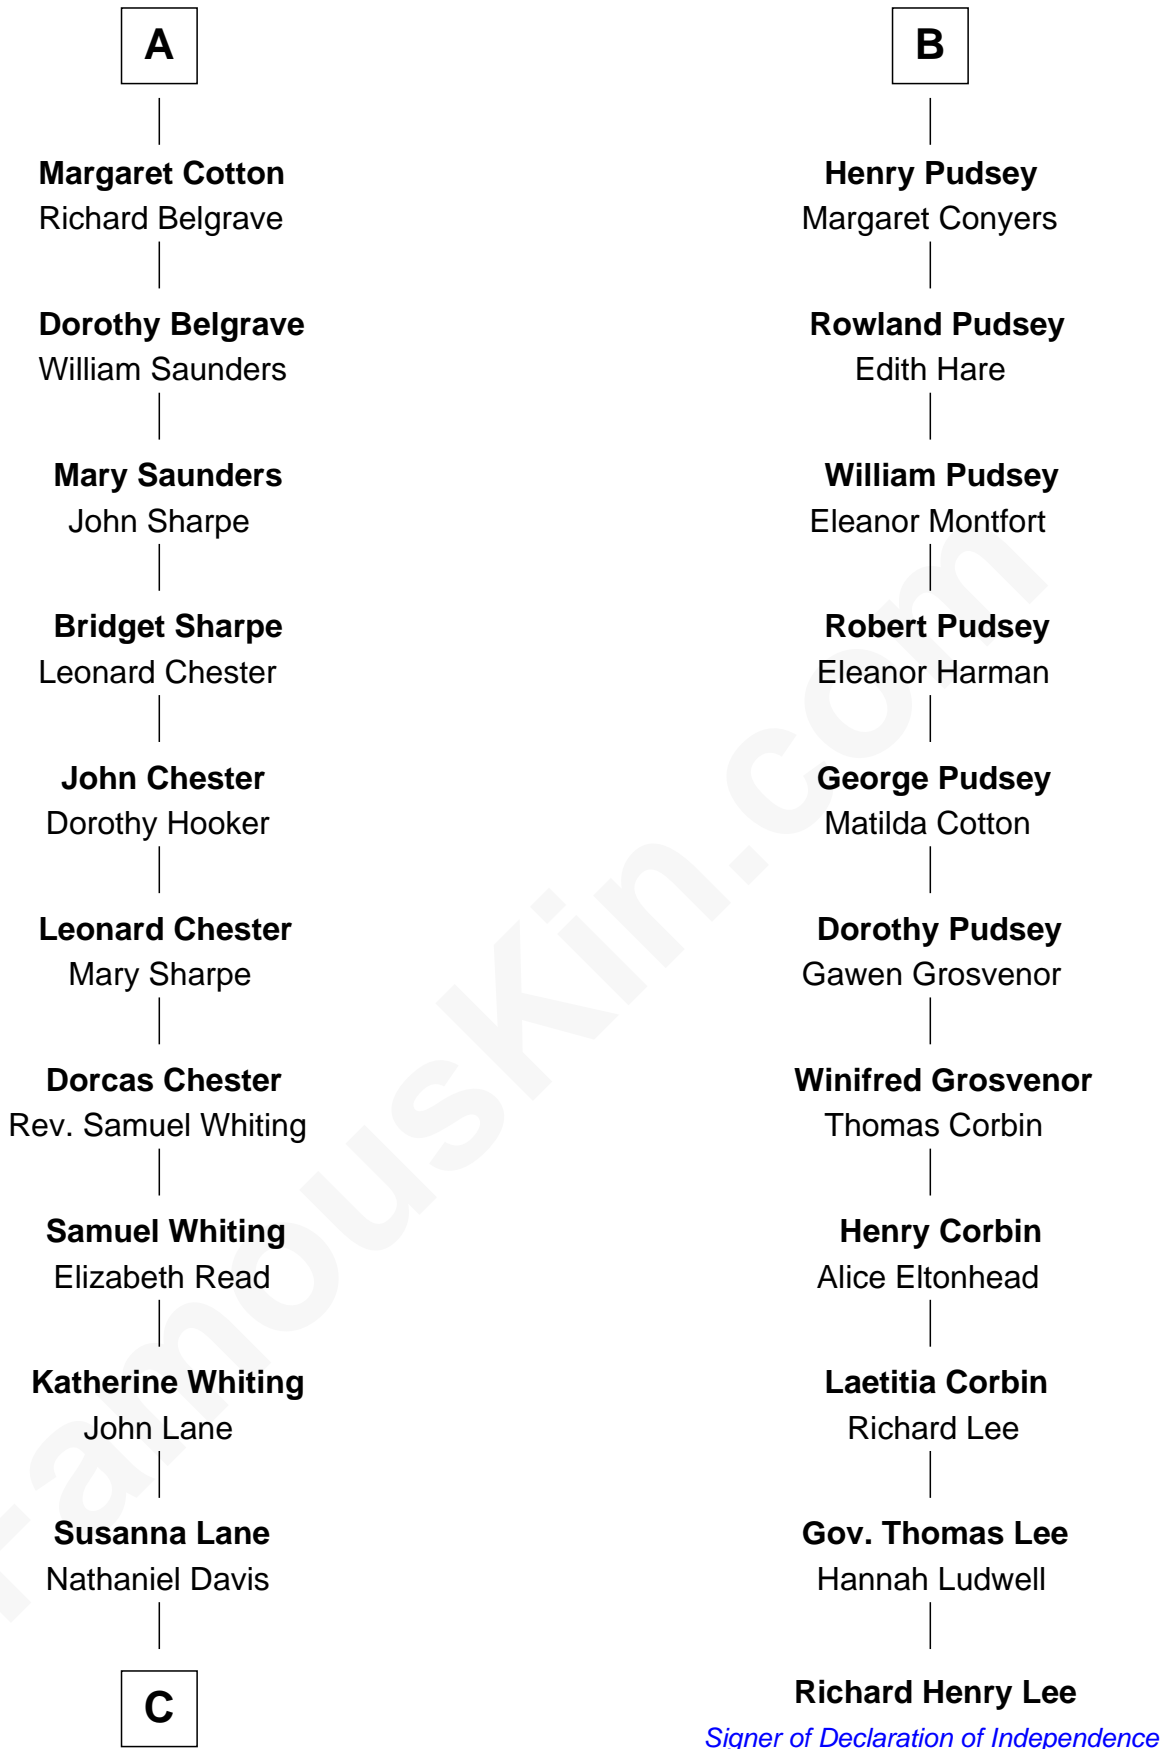 A
Margaret Cotton
Richard Belgrave
Dorothy Belgrave
William Saunders
Mary Saunders
John Sharpe
Bridget Sharpe
Leonard Chester
John Chester
Dorothy Hooker
Leonard Chester
Mary Sharpe
Dorcas Chester
Rev. Samuel Whiting
Samuel Whiting
Elizabeth Read
Katherine Whiting
John Lane
Susanna Lane
Nathaniel Davis
C
B
Henry Pudsey
Margaret Conyers
Rowland Pudsey
Edith Hare
William Pudsey
Eleanor Montfort
Robert Pudsey
Eleanor Harman
George Pudsey
Matilda Cotton
Dorothy Pudsey
Gawen Grosvenor
Winifred Grosvenor
Thomas Corbin
Henry Corbin
Alice Eltonhead
Laetitia Corbin
Richard Lee
Gov. Thomas Lee
Hannah Ludwell
Richard Henry Lee
Signer of Declaration of Independence
FamousKin.com